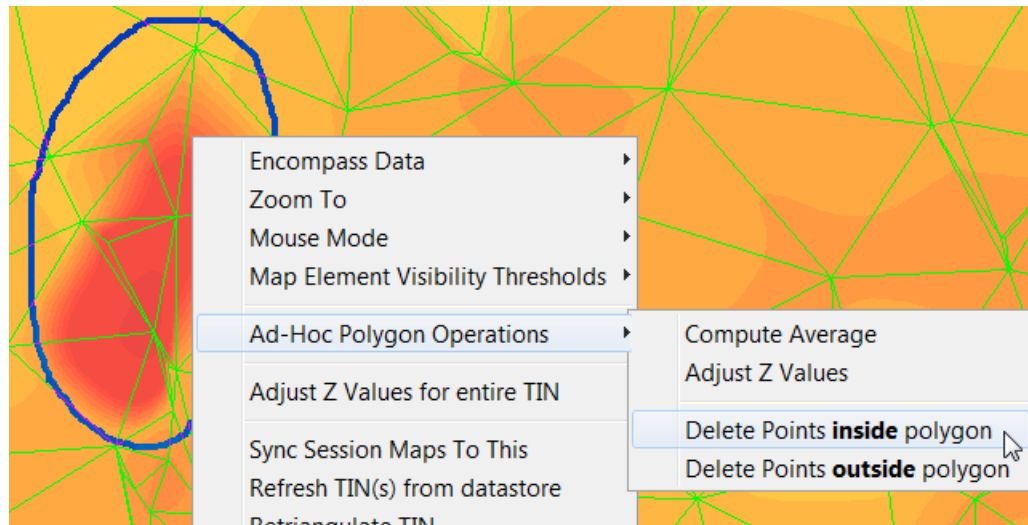 Encompass Data
Zoom To
Mouse Mode
Map Element Visibility Thresholds
Ad-Hoc Polygon Operations
Adjust Z Values for entire TIN
Sync Session Maps To This
Refresh TIN(s) from datastore
Retriangulate TIN
Compute Average
Adjust Z Values
Delete Points inside polygon
Delete Points outside polygon